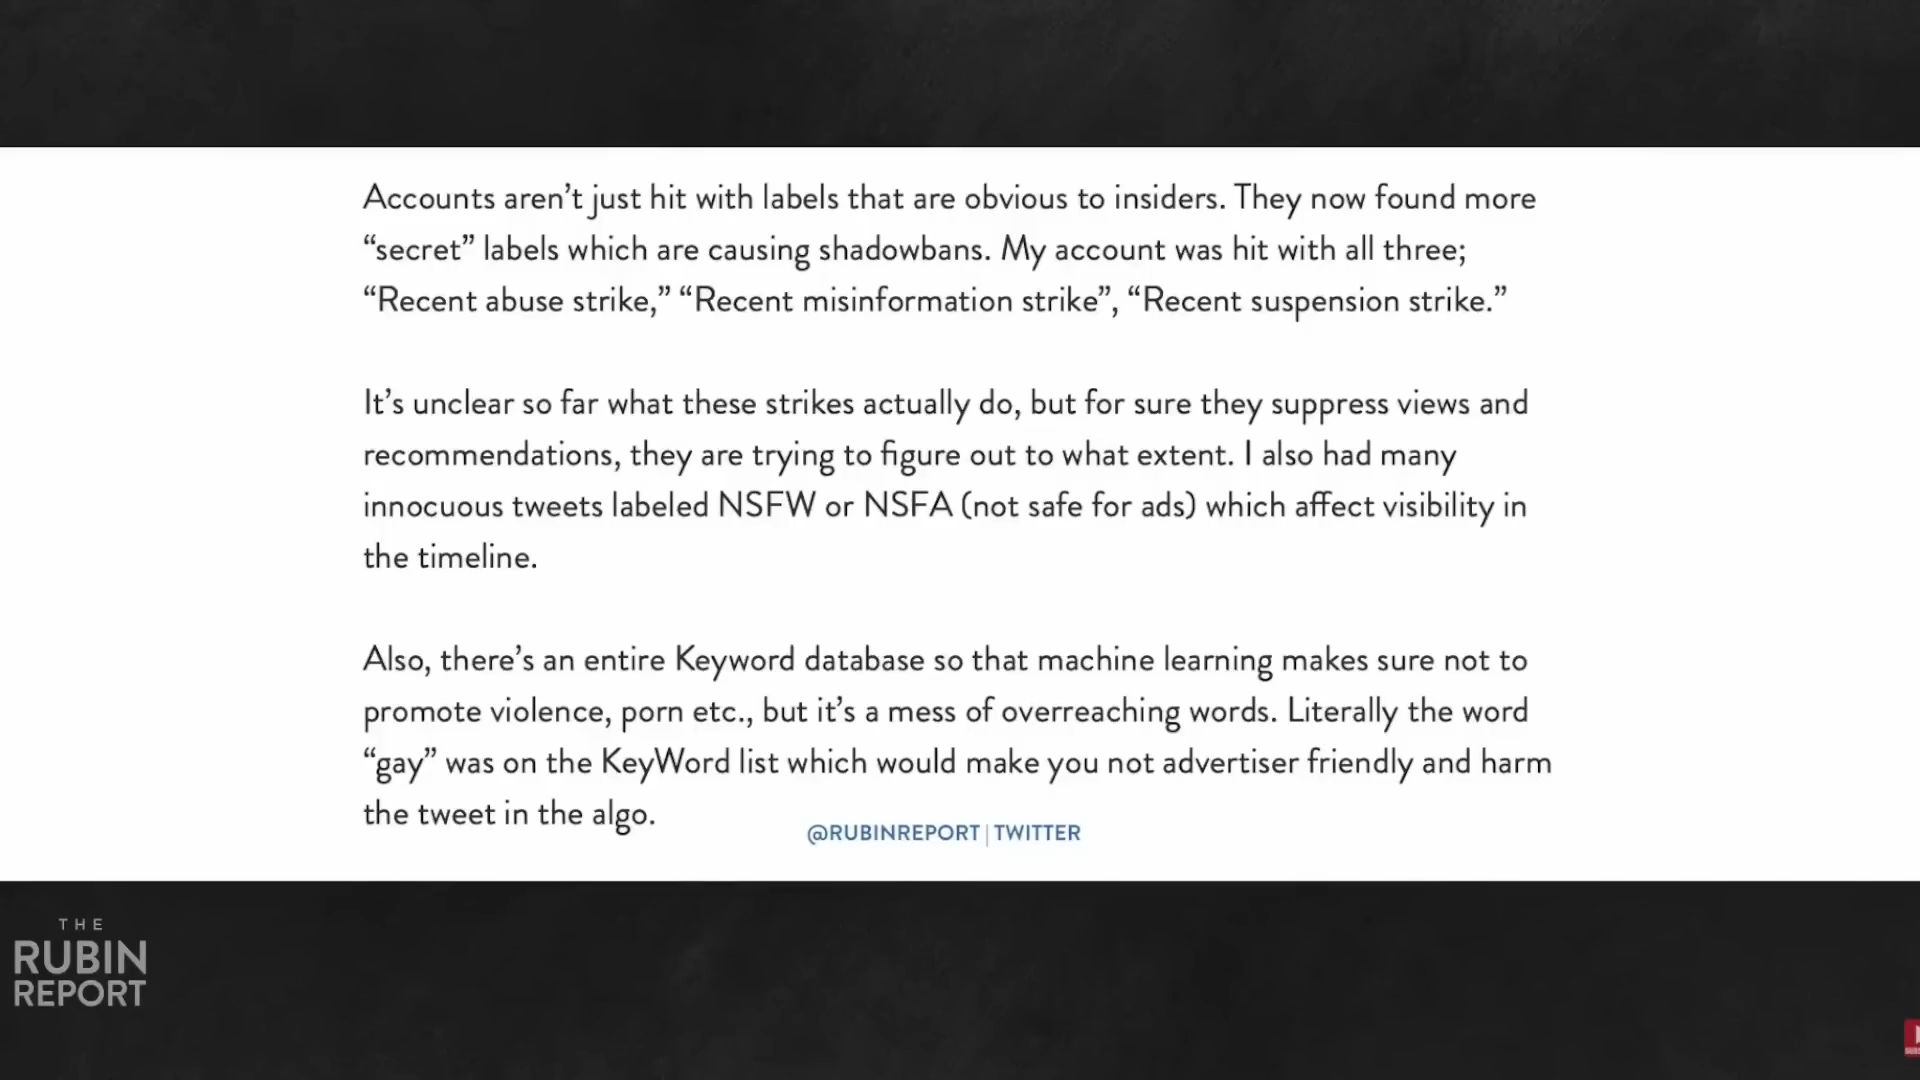 Accounts aren’t just hit with labels that are obvious to insiders. They now found more
“secret” labels which are causing shadowbans. My account was hit with all three;
“Recent abuse strike,” “Recent misinformation strike”, “Recent suspension strike.”
It’s unclear so far what these strikes actually do, but for sure they suppress views and
recommendations, they are trying to figure out to what extent. I also had many
innocuous tweets labeled NSFW or NSFA (not safe for ads) which affect visibility in
the timeline.
Also, there’s an entire Keyword database so that machine learning makes sure not to
promote violence, porn etc., but it’s a mess of overreaching words. Literally the word
“gay” was on the KeyWord list which would make you not advertiser friendly and harm
the tweet in the algo.
@RUBINREPORT | TWITTER
THE
RUBIN
REPORT